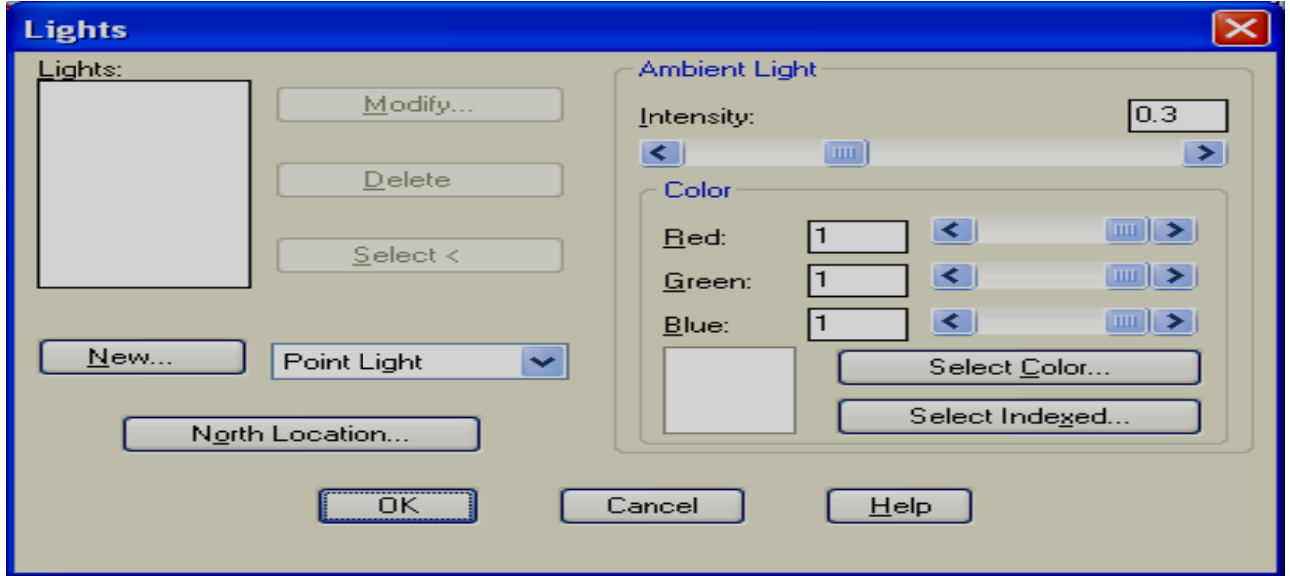 Lights
Lights:
Modify...
Delete
Select <
New...
Point Light
North Location...
Ambient Light
Intensity:
0.3
Color
Red:
1
Green:
1
Blue:
1
Select Color...
Select Indexed...
OK
Cancel
Help